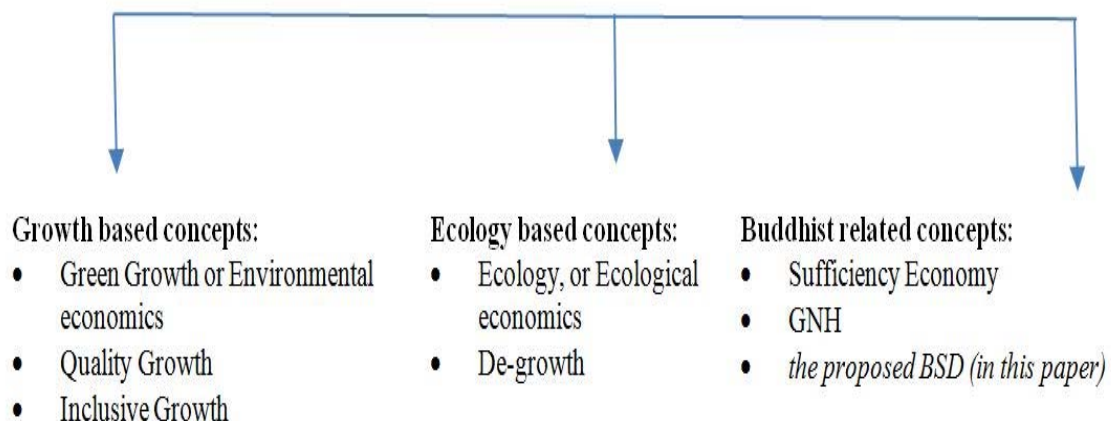 Growth based concepts:
• Green Growth or Environmental
economics
• Quality Growth
• Inclusive Growth
Ecology based concepts:
• Ecology, or Ecological
economics
• De-growth
Buddhist related concepts:
• Sufficiency Economy
• GNH
• the proposed BSD (in this paper)